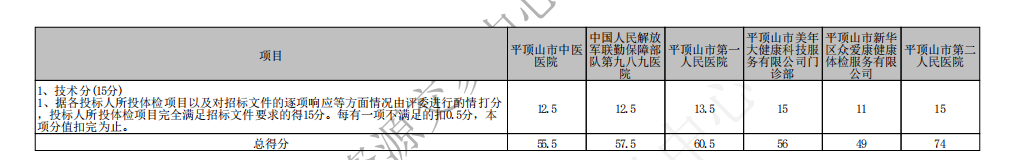 项目
平顶山市中医
医院
中国人民解放
军联勤保障部
队第九八九医
院
平顶山市第一
人民医院
平顶山市美年
大健康科技服
务有限公司门
诊部
平顶山市新华
区众爱康健康
体检服务有限
公司
平顶山市第二
人民医院
1、技术分(15分)
1、据各投标人所投体检项目以及对招标文件的逐项响应等方面情况由评委进行酌情打分
，投标人所投体检项目完全满足招标文件要求的得15分。每有一项不满足的扣0.5分，本
项分值扣完为止。
12.5
12.5
13.5
15
11
15
总得分
55.5
57.5
60.5
56
49
74
资源交
中心